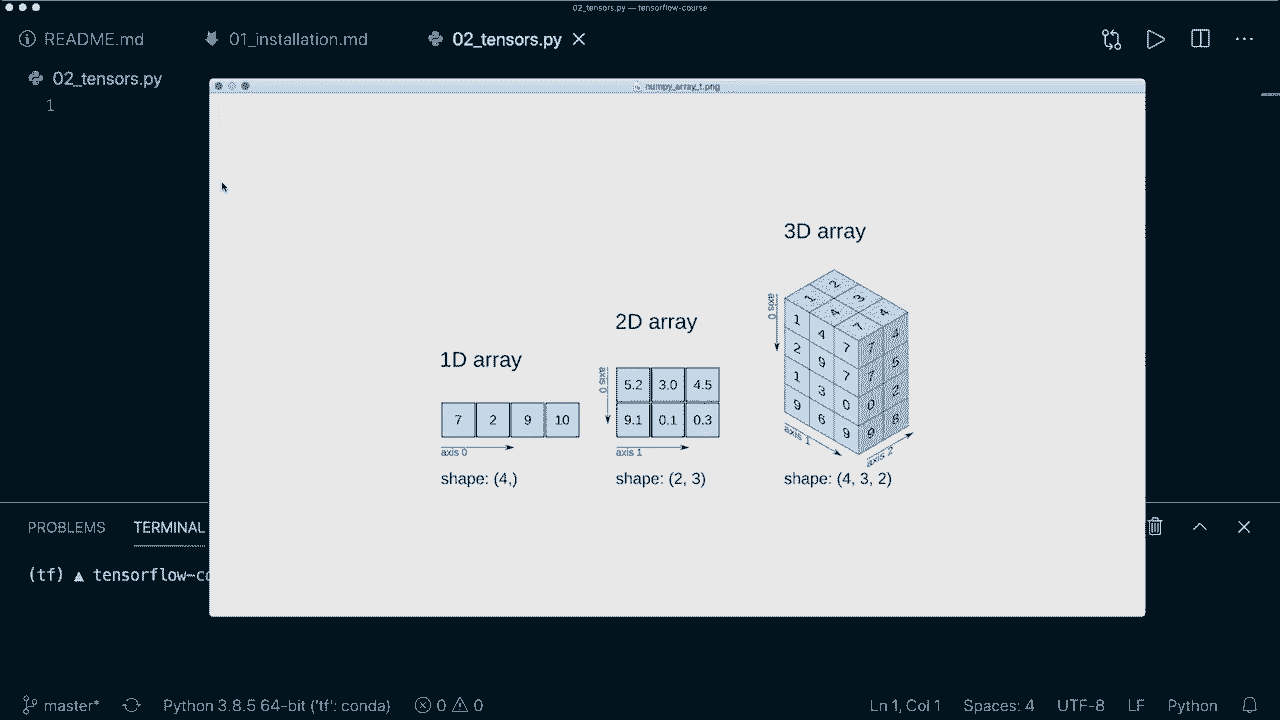 02_tensors.py — tensorflow-course
README.md
01_installation.md
02_tensors.py
02_tensors.py
1
numpy_array_t.png
3D array
2
1 3
4 4
7
axis 0
1 4 7 7 4
2 9 7 7 5
1 3 0 0 2
9 6 9 9 6
axis 1
axis 2
shape: (4, 3, 2)
2D array
axis 0
5.2 3.0 4.5
9.1 0.1 0.3
axis 1
shape: (2, 3)
1D array
7 2 9 10
axis 0
shape: (4,)
PROBLEMS TERMINAL
(tf) ▲ tensorflow-co
master* Python 3.8.5 64-bit ('tf': conda) 0 0 Ln 1, Col 1 Spaces: 4 UTF-8 LF Python